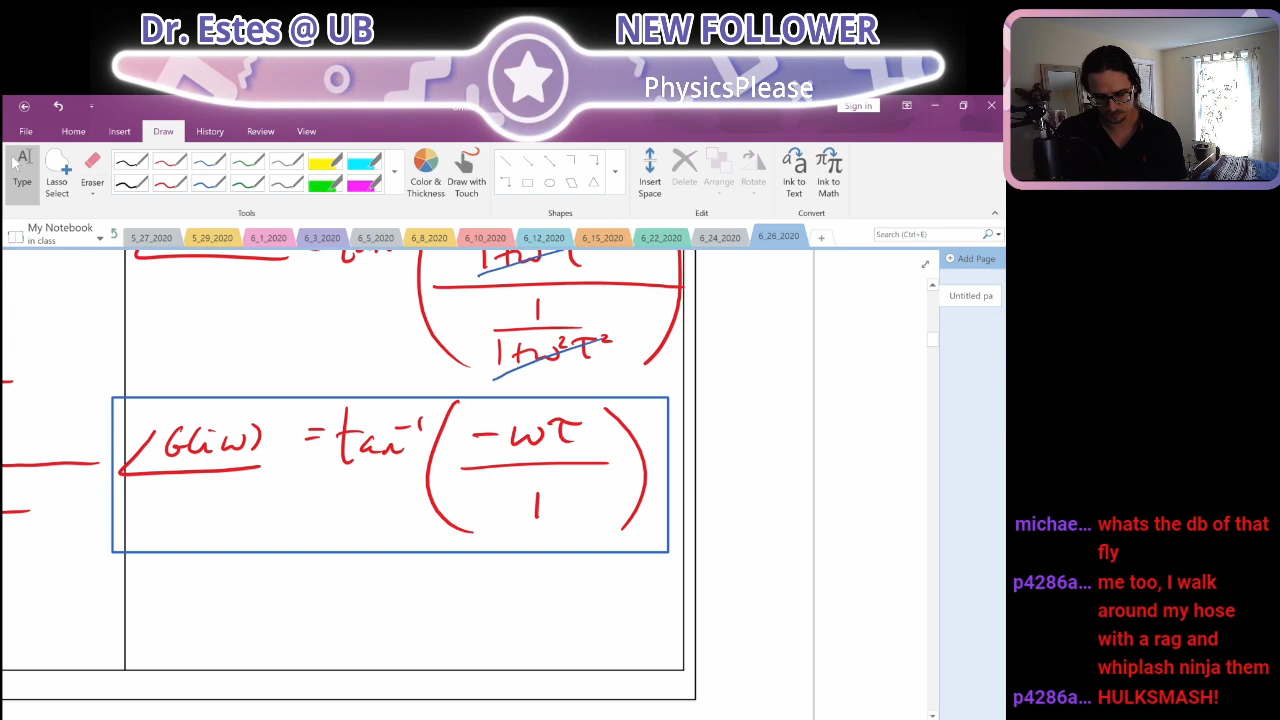 Dr. Estes @ UB
NEW FOLLOWER
PhysicsPlease
Sign in
File Home Insert Draw History Review View
Type
Lasso Select
Eraser
Color & Thickness
Draw with Touch
Insert Space
Delete
Arrange
Rotate
Ink to Text
Ink to Math
Tools
Shapes
Edit
Convert
My Notebook
in class
5
5_27_2020 5_29_2020 6_1_2020 6_3_2020 6_5_2020 6_8_2020 6_10_2020 6_12_2020 6_15_2020 6_22_2020 6_24_2020 6_26_2020
Search (Ctrl+E)
Add Page
Untitled pa
1
1+ω²τ²
∠G(iω) = tan⁻¹ ( -ωτ / 1 )
michae... whats the db of that
fly
p4286a... me too, I walk
around my hose
with a rag and
whiplash ninja them
p4286a... HULKSMASH!